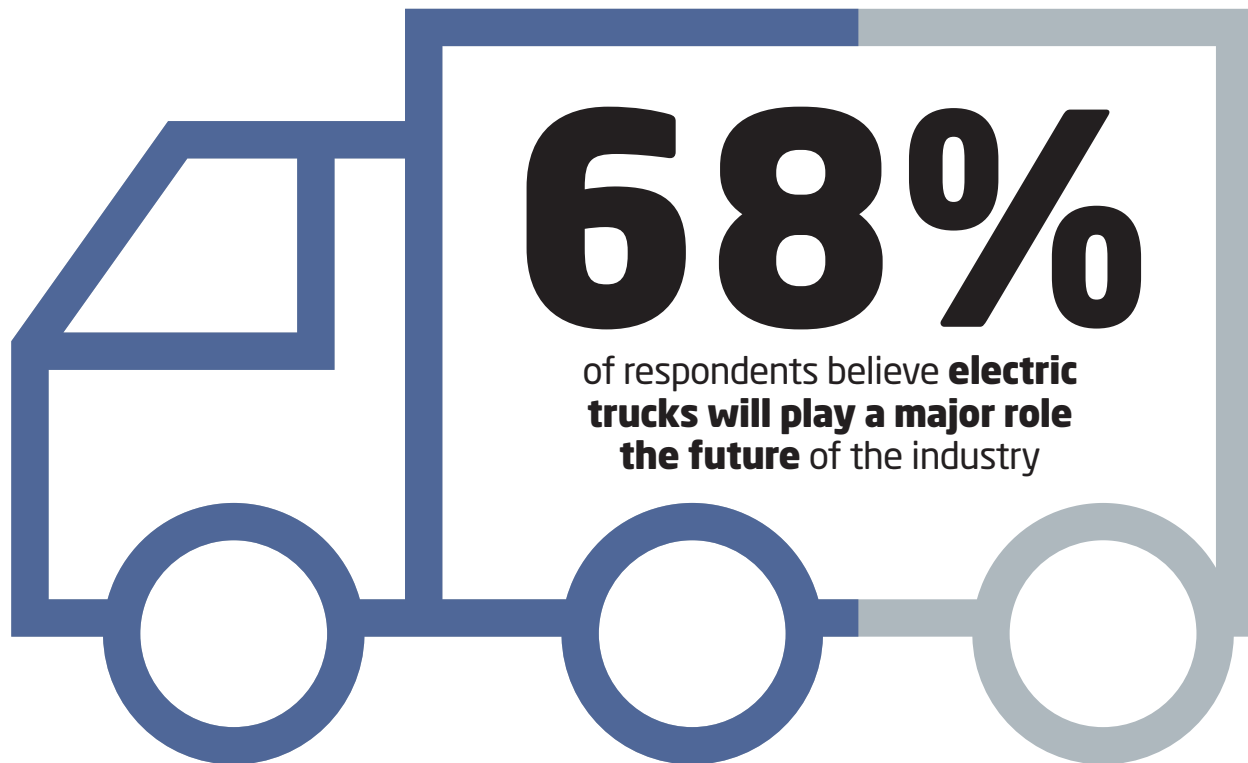 68%
of respondents believe electric
trucks will play a major role
the future of the industry